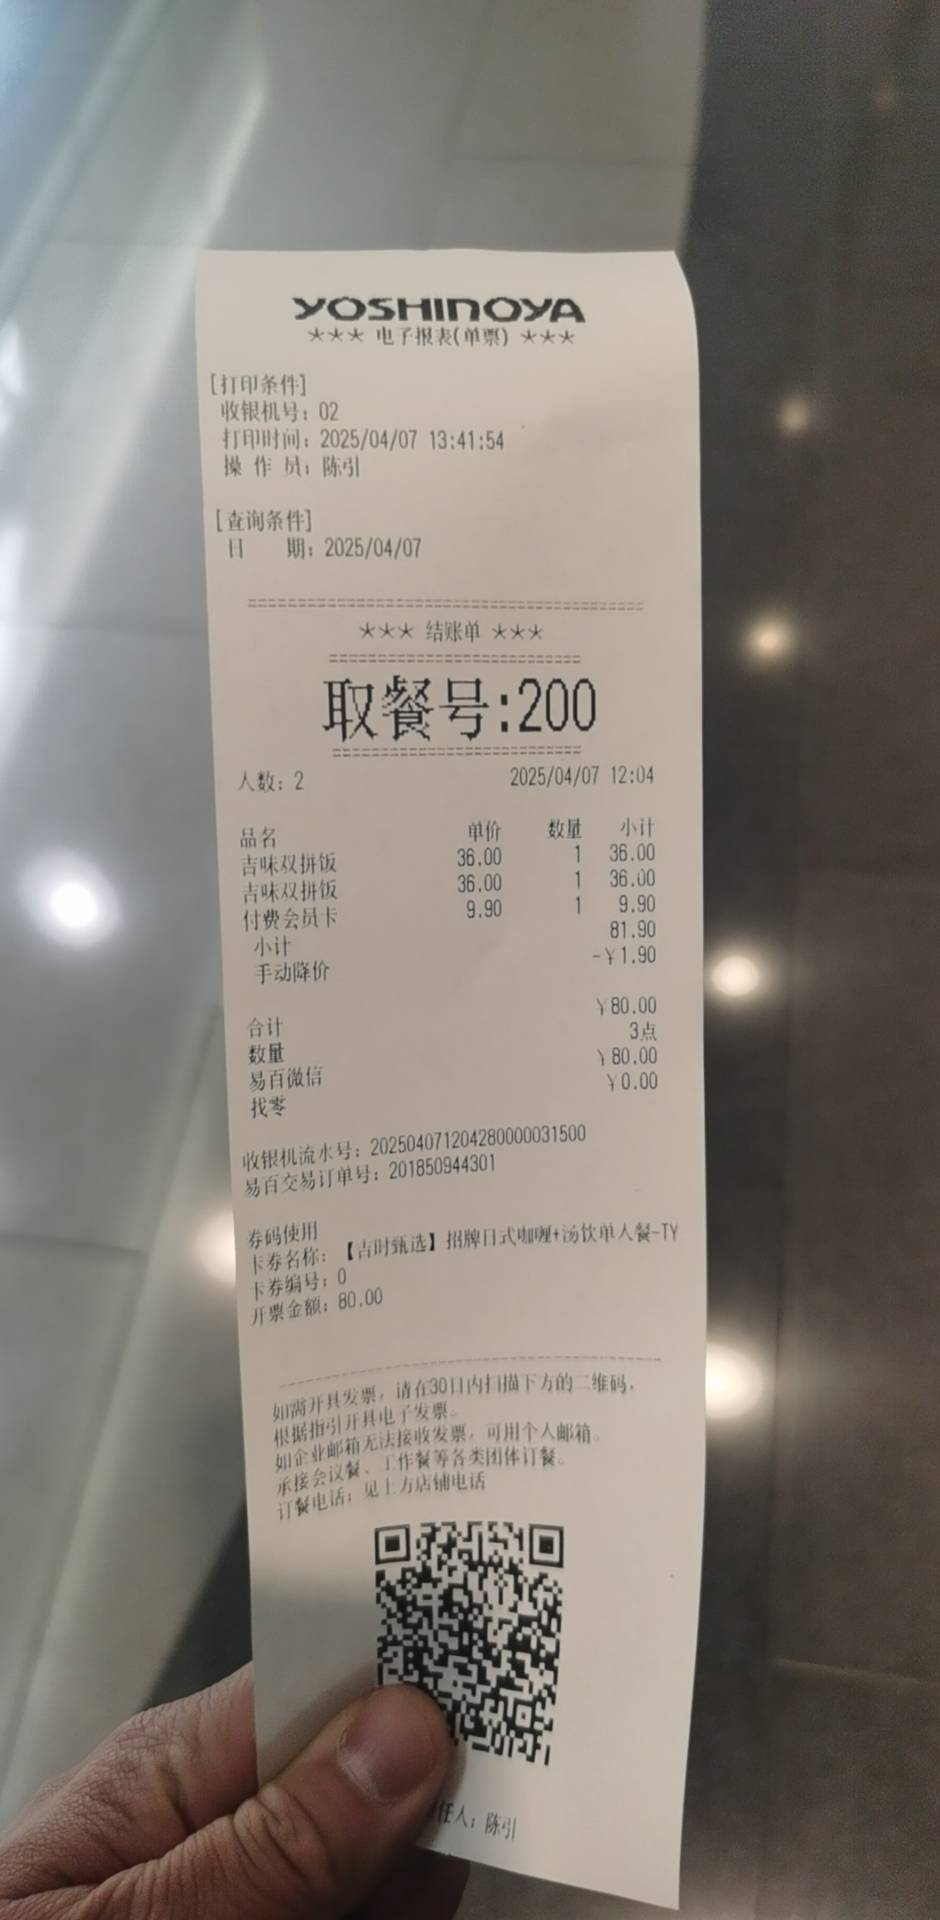 YOSHINOYA
*** 电子报表(单票) ***
[打印条件]
收银机号: 02
打印时间: 2025/04/07 13:41:54
操 作 员: 陈引
[查询条件]
日 期: 2025/04/07
*** 结账单 ***
取餐号:200
人数: 2 2025/04/07 12:04
品名 单价 数量 小计
吉味双拼饭 36.00 1 36.00
吉味双拼饭 36.00 1 36.00
付费会员卡 9.90 1 9.90
小计 81.90
手动降价 -¥1.90
合计 ¥80.00
数量 3点
易百微信 ¥80.00
找零 ¥0.00
收银机流水号: 202504071204280000031500
易百交易订单号: 201850944301
券码使用
卡券名称: 【吉时甄选】招牌日式咖喱+汤饮单人餐-TY
卡券编号: 0
开票金额: 80.00
如需开具发票, 请在30日内扫描下方的二维码,
根据指引开具电子发票。
如企业邮箱无法接收发票, 可用个人邮箱。
承接会议餐、工作餐等各类团体订餐。
订餐电话: 见上方店铺电话
任人: 陈引